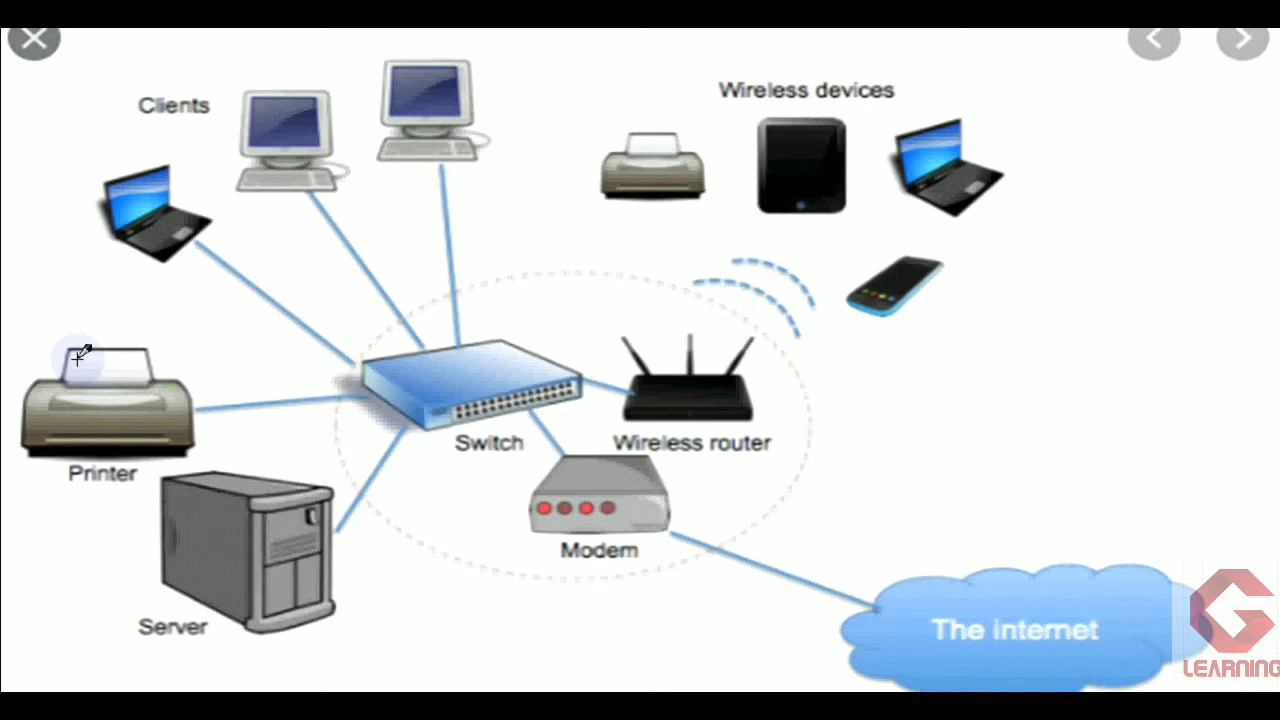 Clients
Wireless devices
Switch
Wireless router
Printer
Modem
Server
The internet
LEARNING